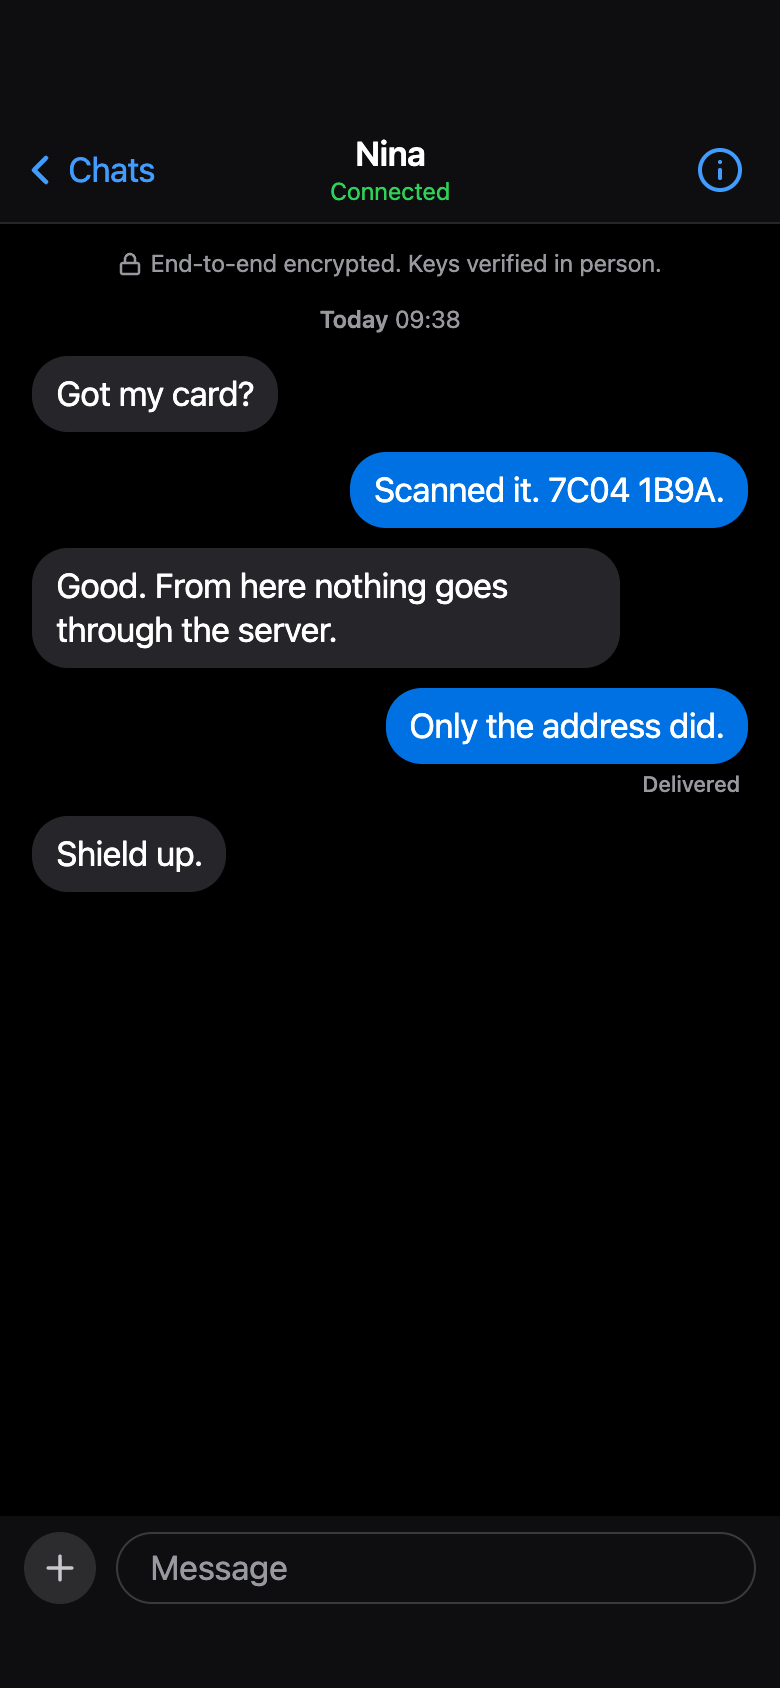 Nina
Chats
Connected
End-to-end encrypted. Keys verified in person.
Today 09:38
Got my card?
Scanned it. 7C04 1B9A.
Good. From here nothing goes
through the server.
Only the address did.
Delivered
Shield up.
Message